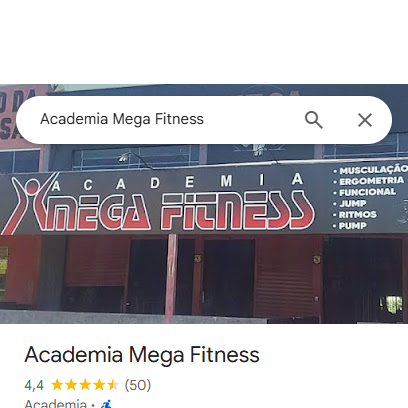 Academia Mega Fitness
ACADEMIA
MEGA FITNESS
• MUSCULAÇÃO
• ERGOMETRIA
• FUNCIONAL
• JUMP
• RITMOS
• PUMP
Academia Mega Fitness
4,4 (50)
Academia ·